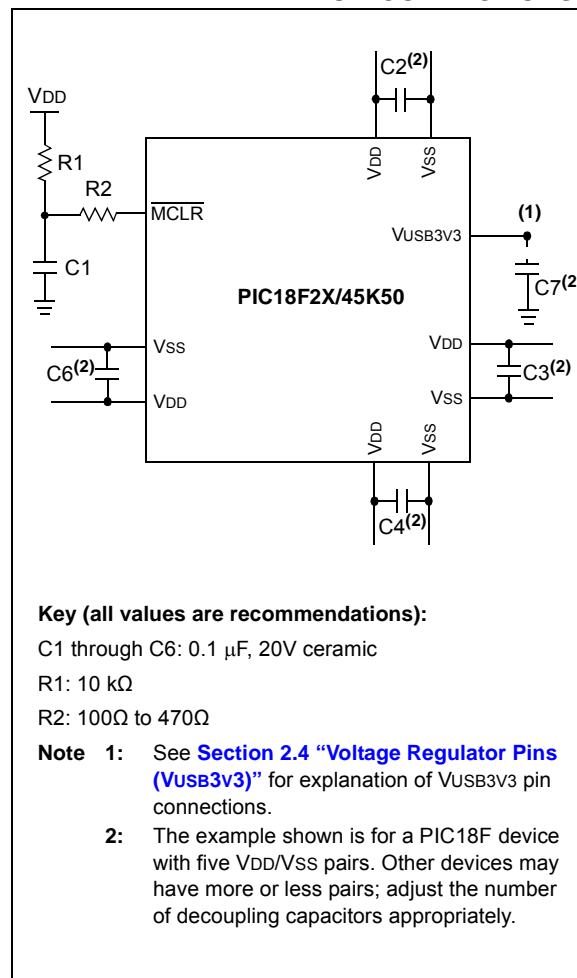 C2(2)
VDD
R1
R2
C1
MCLR
VDD
VSS
VUSB3V3
(1)
C7(2
PIC18F2X/45K50
VSS
C6(2)
VDD
VDD
C3(2)
VSS
VDD
VSS
C4(2)
Key (all values are recommendations):
C1 through C6: 0.1 μF, 20V ceramic
R1: 10 kΩ
R2: 100Ω to 470Ω
Note 1: See Section 2.4 “Voltage Regulator Pins
(VUSB3V3)” for explanation of VUSB3V3 pin
connections.
2: The example shown is for a PIC18F device
with five VDD/VSS pairs. Other devices may
have more or less pairs; adjust the number
of decoupling capacitors appropriately.